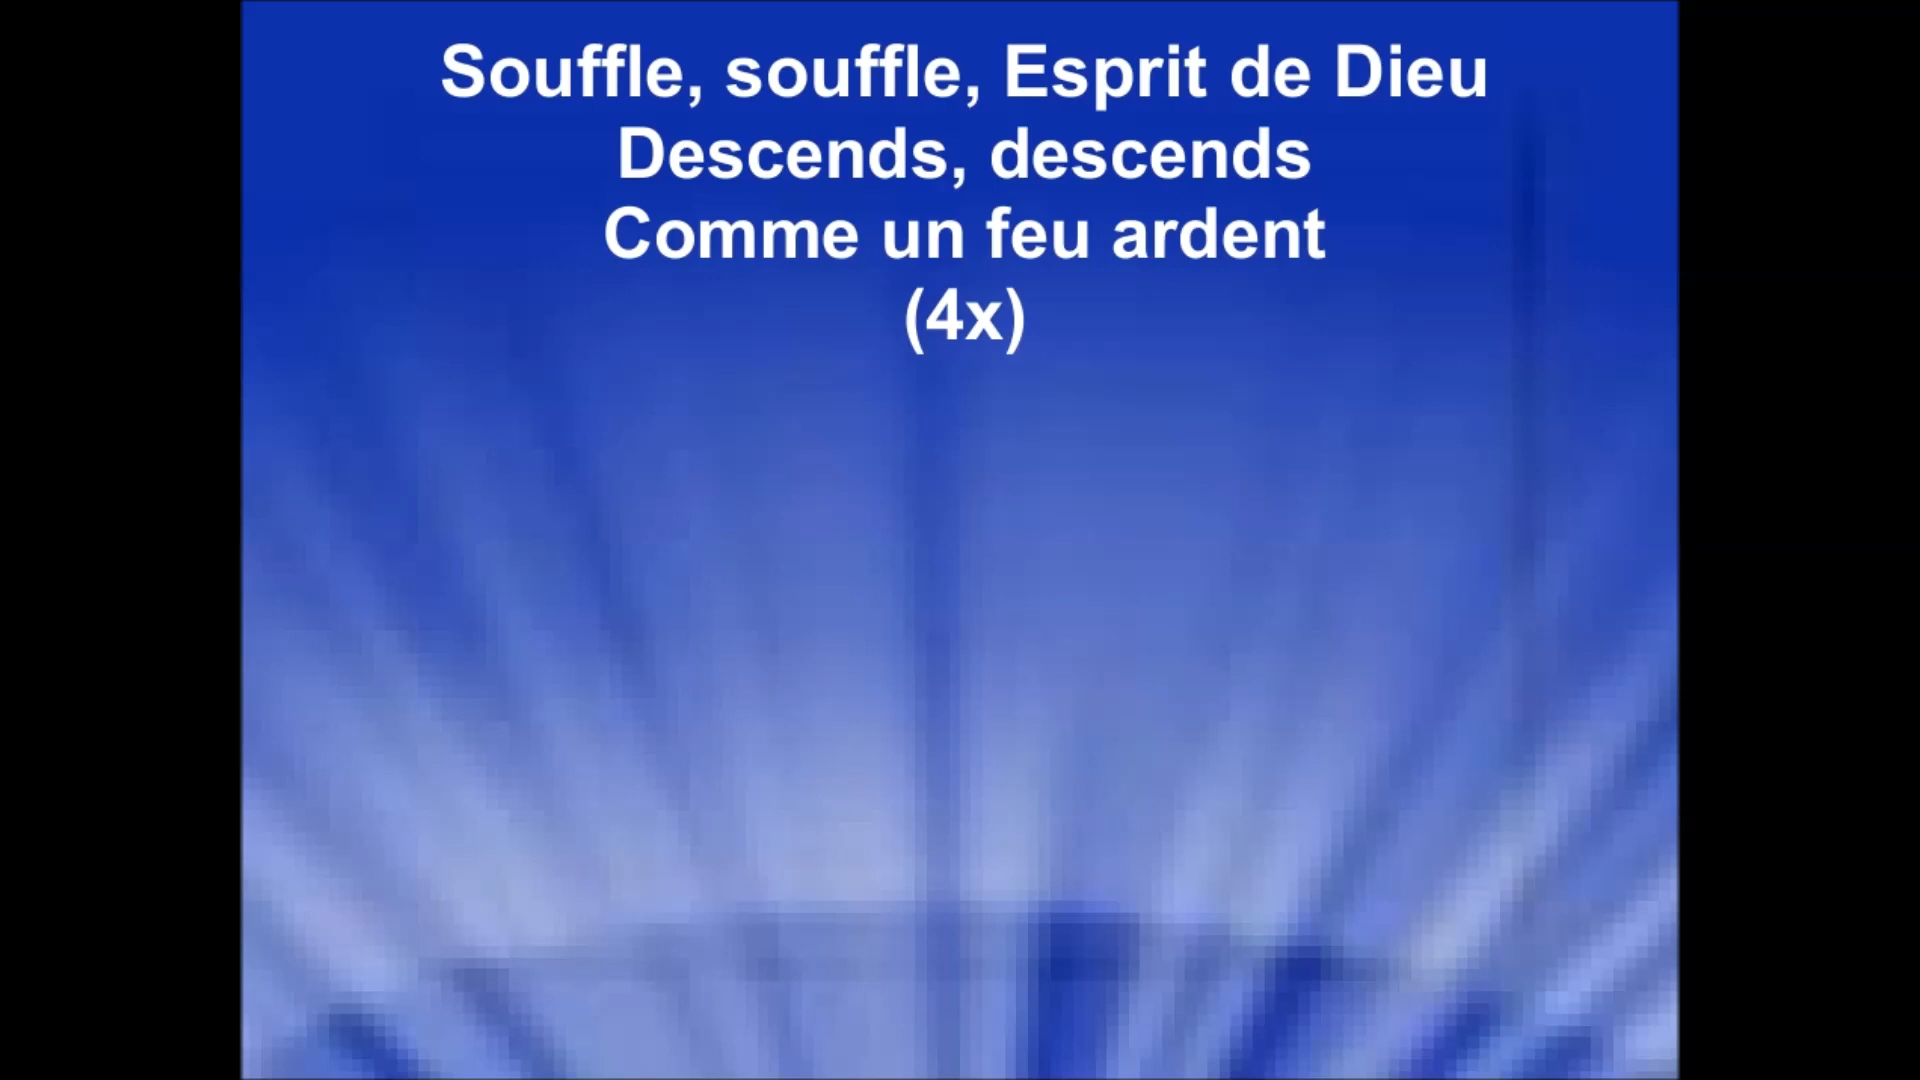 Souffle, souffle, Esprit de Dieu
Descends, descends
Comme un feu ardent
(4x)